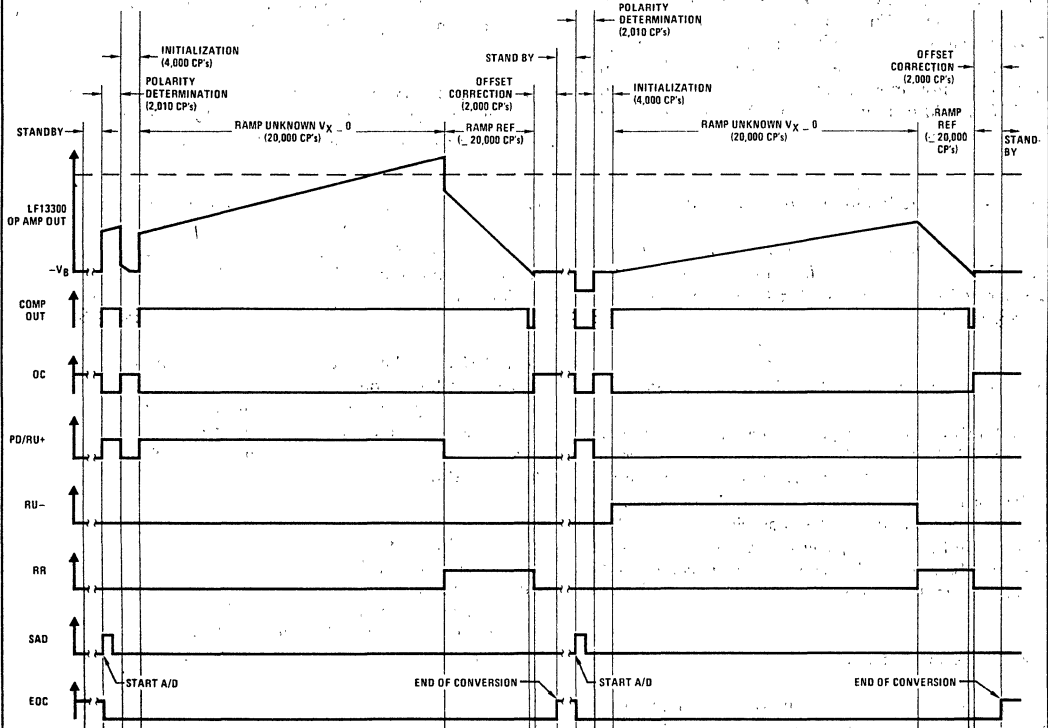 POLARITY
DETERMINATION
(2,010 CP's)
INITIALIZATION
(4,000 CP's)
STAND BY
OFFSET
CORRECTION
(2,000 CP's)
POLARITY
DETERMINATION
(2,010 CP's)
OFFSET
CORRECTION
(2,000 CP's)
INITIALIZATION
(4,000 CP's)
STANDBY
RAMP UNKNOWN VX _ 0
(20,000 CP's)
RAMP REF
(_ 20,000 CP's)
RAMP UNKNOWN VX _ 0
(20,000 CP's)
RAMP
REF
(_ 20,000
CP's)
STAND-
BY
LF13300
OP AMP OUT
-VB
COMP
OUT
OC
PD/RU+
RU-
RR
SAD
START A/D
START A/D
EOC
END OF CONVERSION
END OF CONVERSION